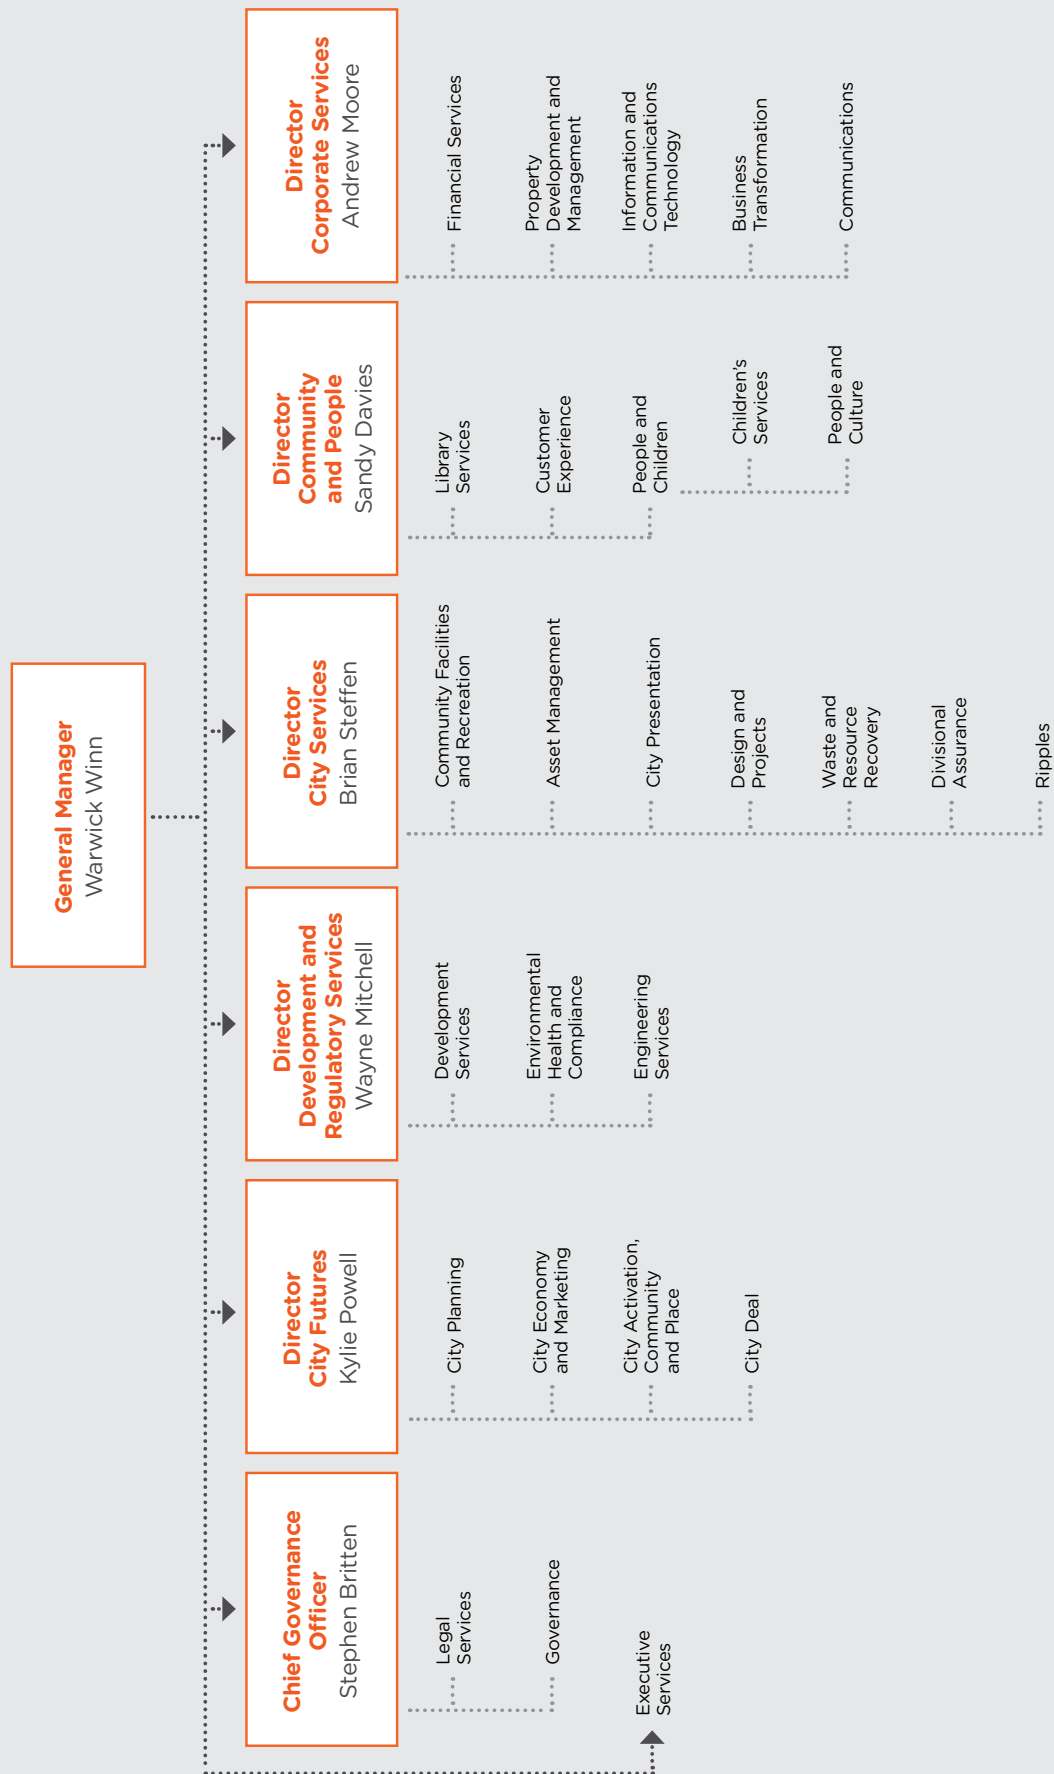 General Manager
Warwick Winn
Chief Governance
Officer
Stephen Britten
Legal
Services
Governance
Executive
Services
Director
City Futures
Kylie Powell
City Planning
City Economy
and Marketing
City Activation,
Community
and Place
City Deal
Director
Development and
Regulatory Services
Wayne Mitchell
Development
Services
Environmental
Health and
Compliance
Engineering
Services
Director
City Services
Brian Steffen
Community Facilities
and Recreation
Asset Management
City Presentation
Design and
Projects
Waste and
Resource
Recovery
Divisional
Assurance
Ripples
Director
Community
and People
Sandy Davies
Library
Services
Customer
Experience
People and
Children
Children's
Services
People and
Culture
Director
Corporate Services
Andrew Moore
Financial Services
Property
Development and
Management
Information and
Communications
Technology
Business
Transformation
Communications